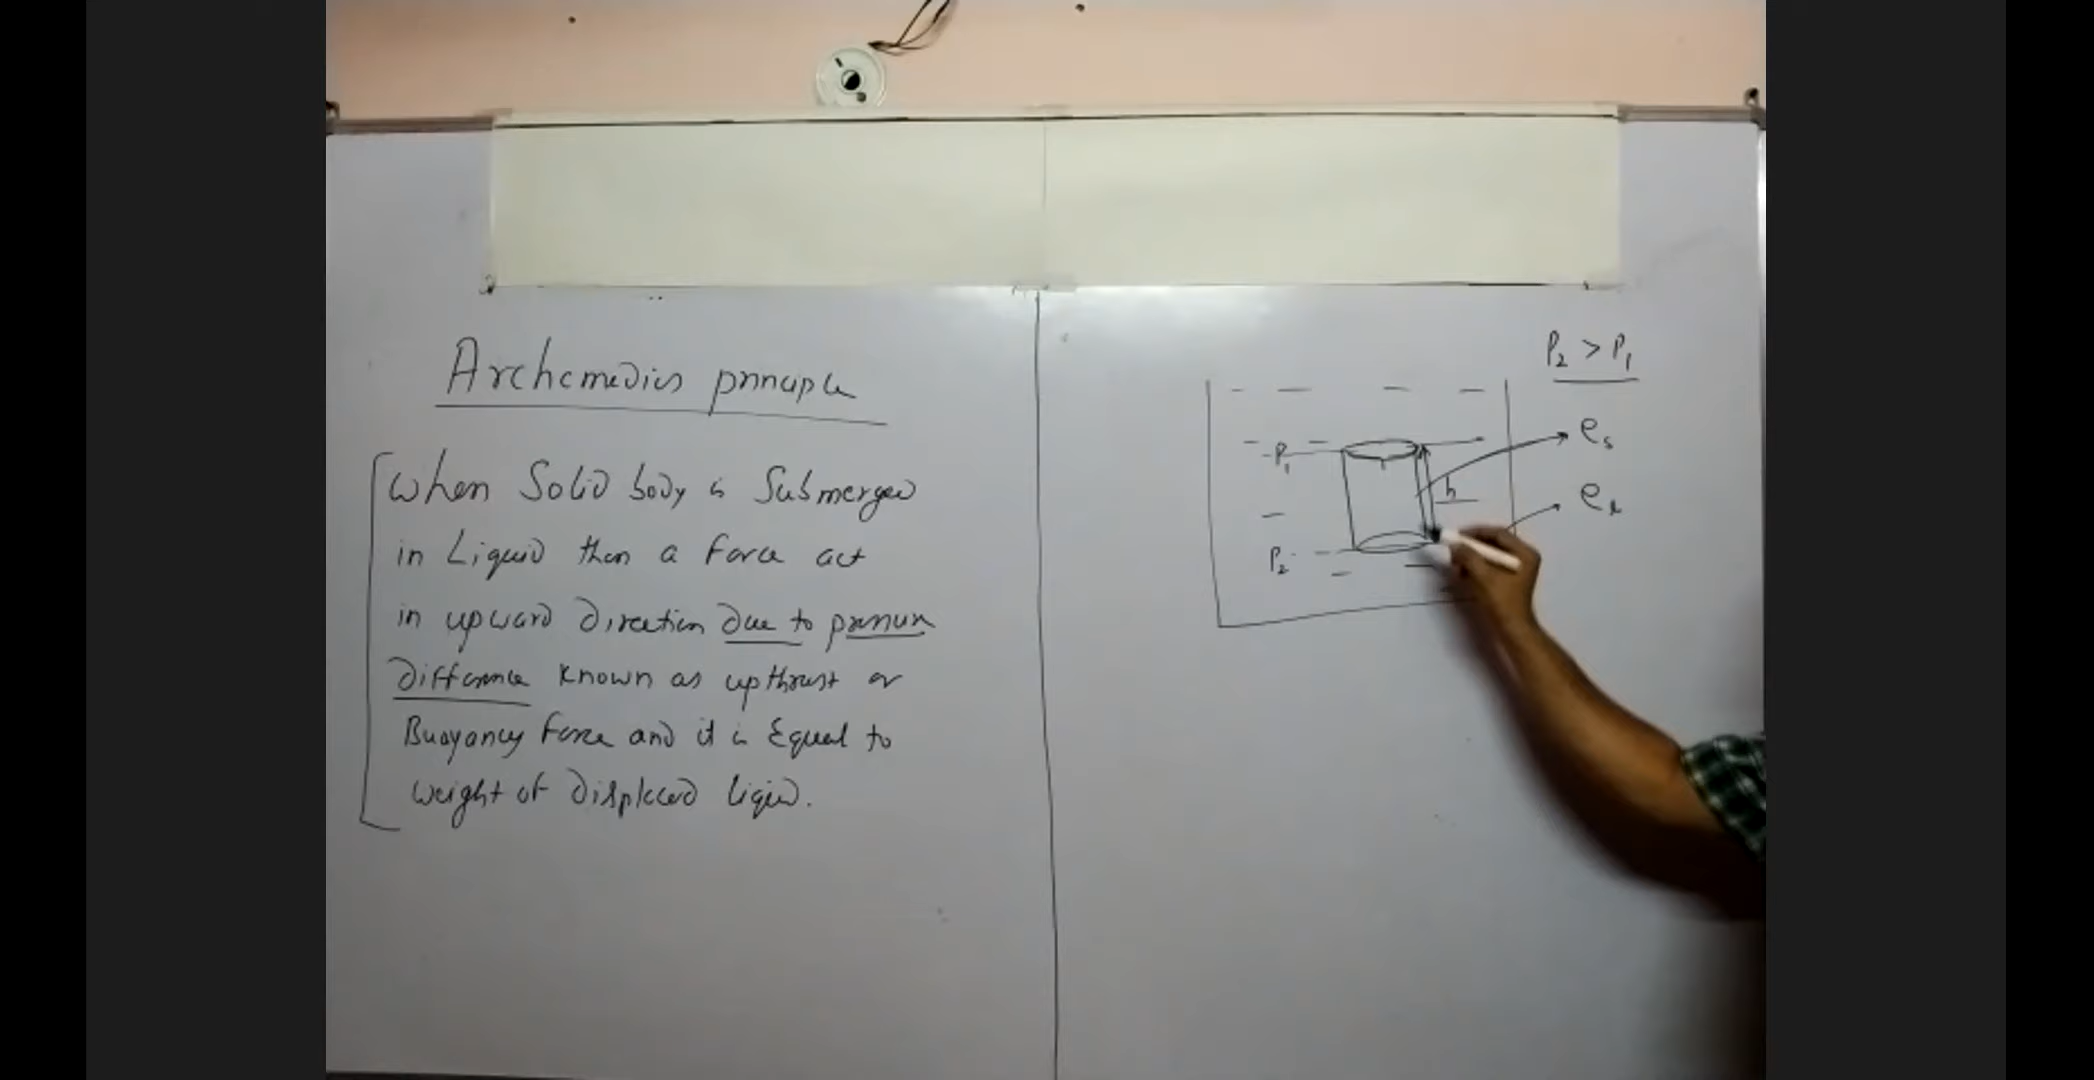 Archemedies principle
When Solid body is Submerged
in Liquid then a Force act
in upward Direction Due to pressure
Difference known as upthrust or
Buoyancy Force and it is Equal to
weight of Displaced liquid.
P₂ > P₁
P₁
h
P₂
ρₛ
ρₗ